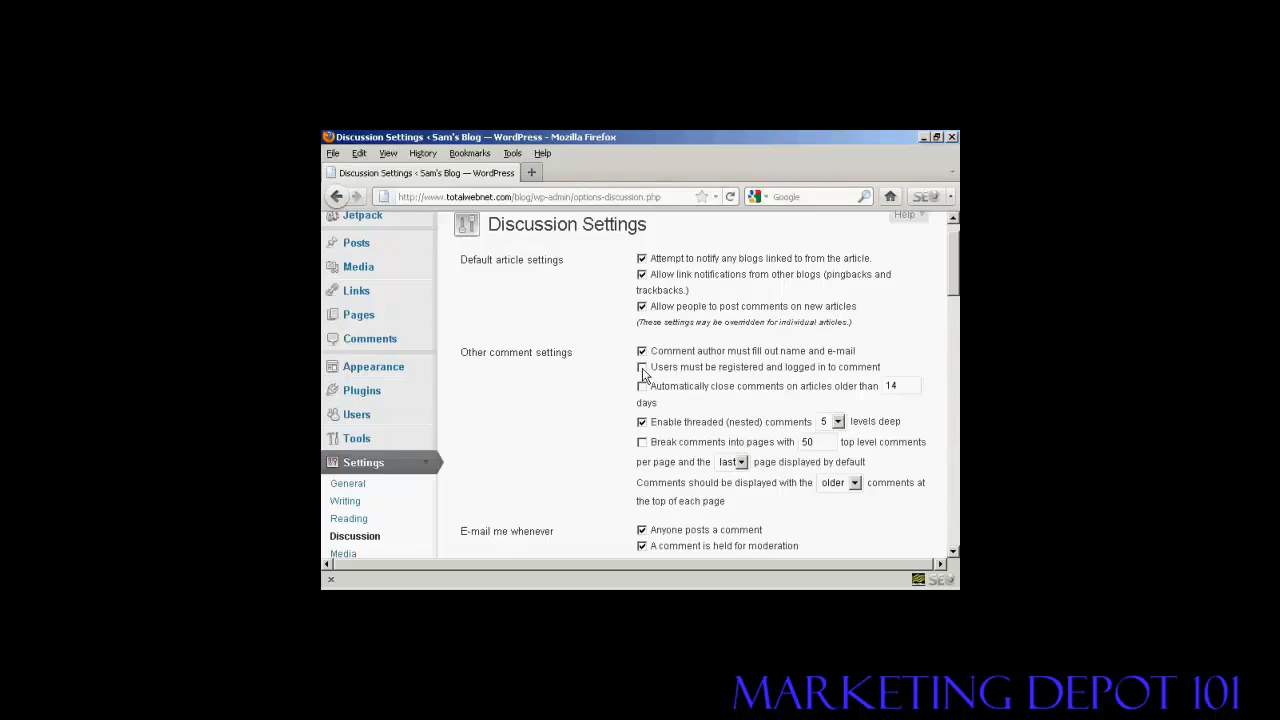 Discussion Settings ‹ Sam's Blog — WordPress - Mozilla Firefox
File Edit View History Bookmarks Tools Help
Discussion Settings ‹ Sam's Blog — WordPress
http://www.totalwebnet.com/blog/wp-admin/options-discussion.php Google SEO
Jetpack
Posts
Media
Links
Pages
Comments
Appearance
Plugins
Users
Tools
Settings
General
Writing
Reading
Discussion
Media
Help
Discussion Settings
Default article settings
Attempt to notify any blogs linked to from the article.
Allow link notifications from other blogs (pingbacks and
trackbacks.)
Allow people to post comments on new articles
(These settings may be overridden for individual articles.)
Other comment settings
Comment author must fill out name and e-mail
Users must be registered and logged in to comment
Automatically close comments on articles older than 14
days
Enable threaded (nested) comments 5 levels deep
Break comments into pages with 50 top level comments
per page and the last page displayed by default
Comments should be displayed with the older comments at
the top of each page
E-mail me whenever
Anyone posts a comment
A comment is held for moderation
SEO
MARKETING DEPOT 101